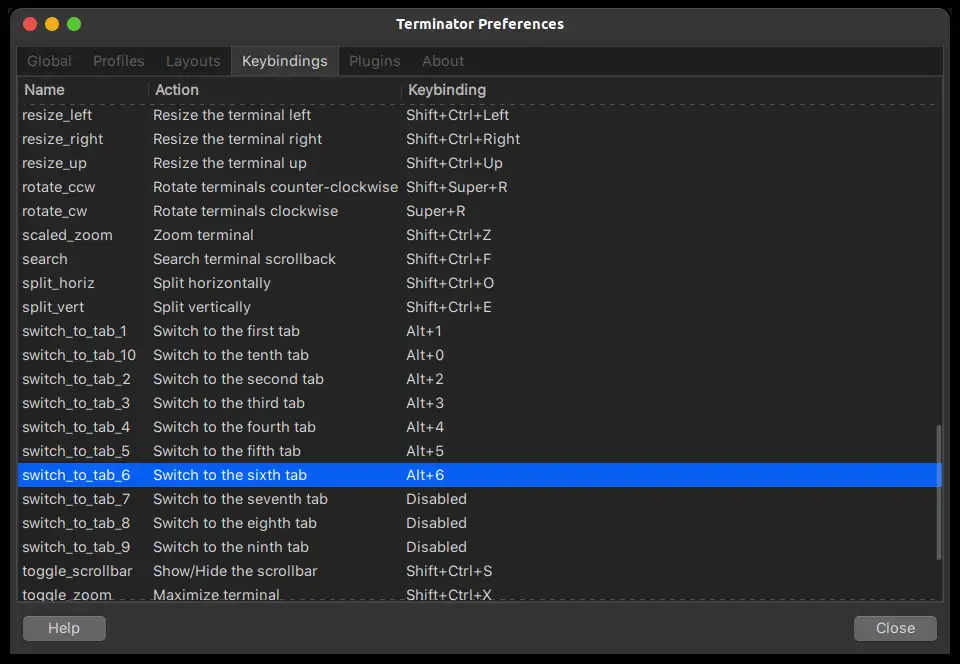 Terminator Preferences
Global Profiles Layouts Keybindings Plugins About
Name Action Keybinding
resize_left Resize the terminal left Shift+Ctrl+Left
resize_right Resize the terminal right Shift+Ctrl+Right
resize_up Resize the terminal up Shift+Ctrl+Up
rotate_ccw Rotate terminals counter-clockwise Shift+Super+R
rotate_cw Rotate terminals clockwise Super+R
scaled_zoom Zoom terminal Shift+Ctrl+Z
search Search terminal scrollback Shift+Ctrl+F
split_horiz Split horizontally Shift+Ctrl+O
split_vert Split vertically Shift+Ctrl+E
switch_to_tab_1 Switch to the first tab Alt+1
switch_to_tab_10 Switch to the tenth tab Alt+0
switch_to_tab_2 Switch to the second tab Alt+2
switch_to_tab_3 Switch to the third tab Alt+3
switch_to_tab_4 Switch to the fourth tab Alt+4
switch_to_tab_5 Switch to the fifth tab Alt+5
switch_to_tab_6 Switch to the sixth tab Alt+6
switch_to_tab_7 Switch to the seventh tab Disabled
switch_to_tab_8 Switch to the eighth tab Disabled
switch_to_tab_9 Switch to the ninth tab Disabled
toggle_scrollbar Show/Hide the scrollbar Shift+Ctrl+S
toggle_zoom Maximize terminal Shift+Ctrl+X
Help Close